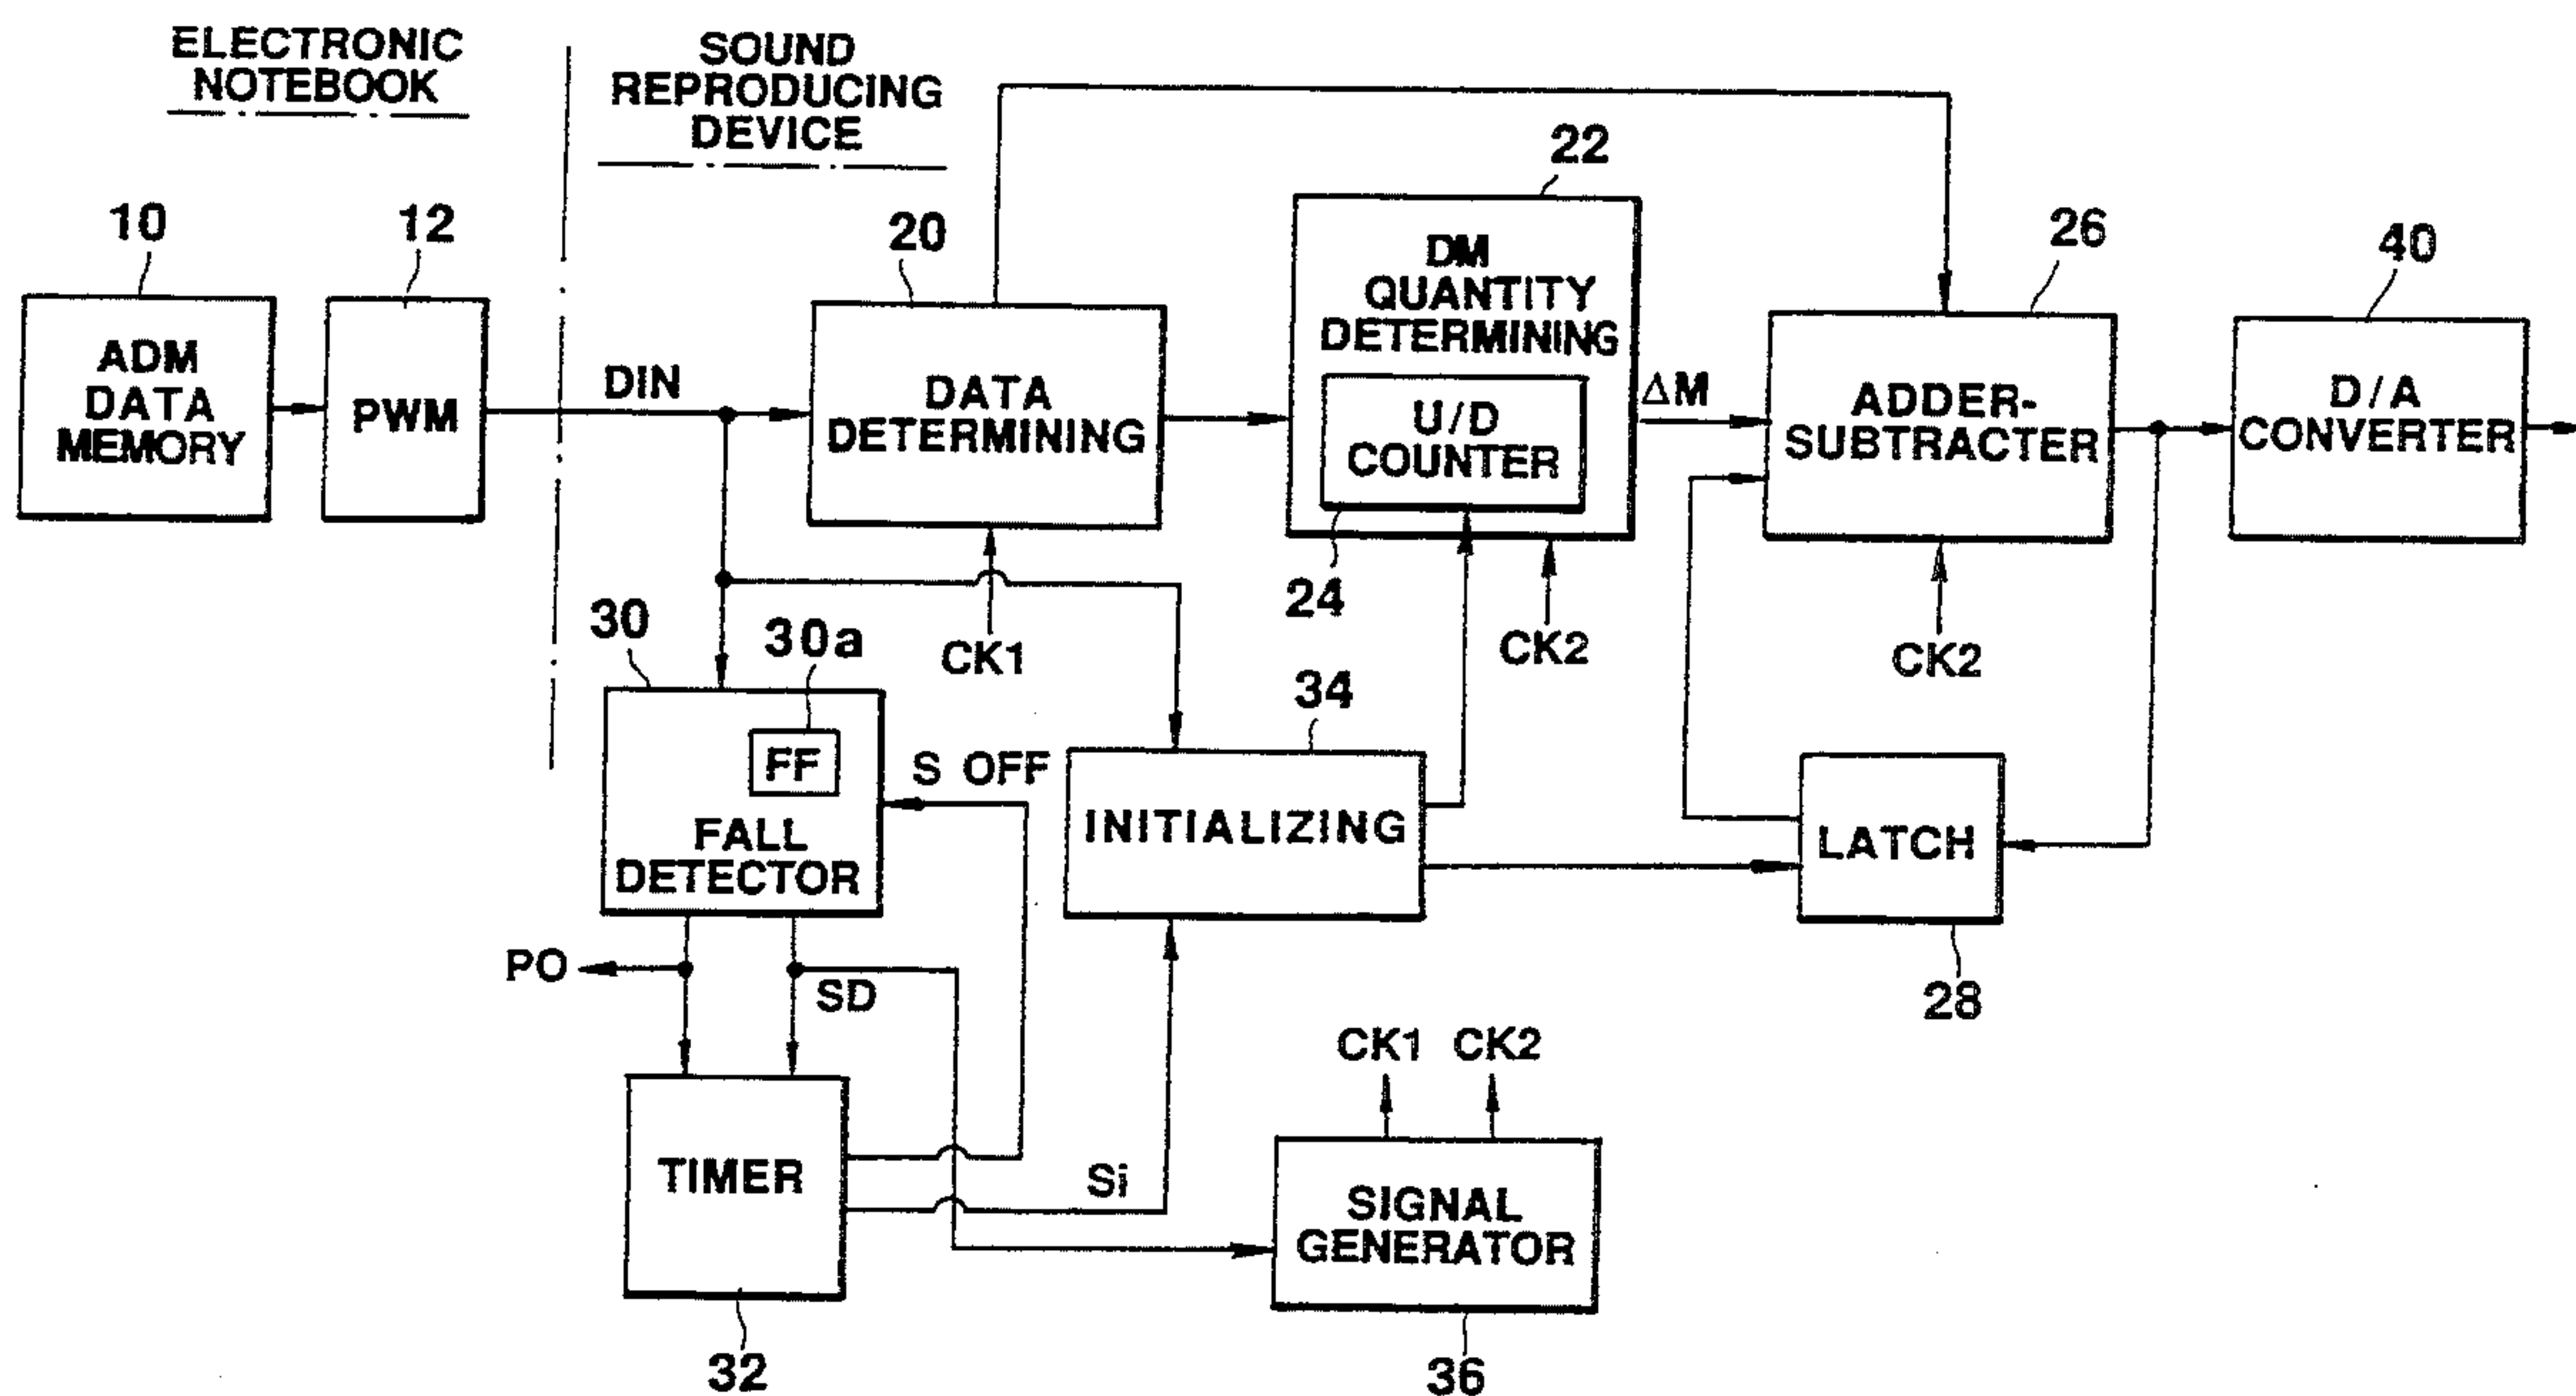 ELECTRONIC
NOTEBOOK
SOUND
REPRODUCING
DEVICE
10
ADM
DATA
MEMORY
12
PWM
DIN
20
DATA
DETERMINING
CK1
22
DM
QUANTITY
DETERMINING
U/D
COUNTER
24
CK2
ΔM
26
ADDER-
SUBTRACTER
CK2
40
D/A
CONVERTER
30
30a
FF
FALL
DETECTOR
S OFF
34
INITIALIZING
LATCH
28
PO
SD
TIMER
32
Si
CK1 CK2
SIGNAL
GENERATOR
36